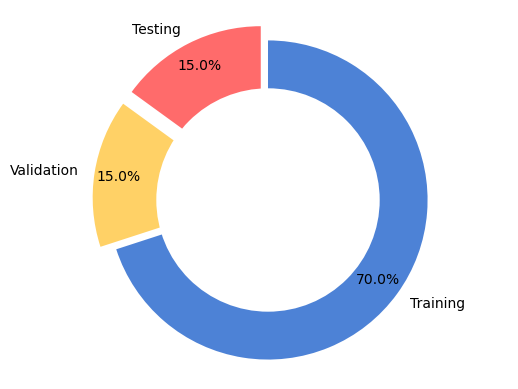 Testing
15.0%
Validation
15.0%
70.0%
Training